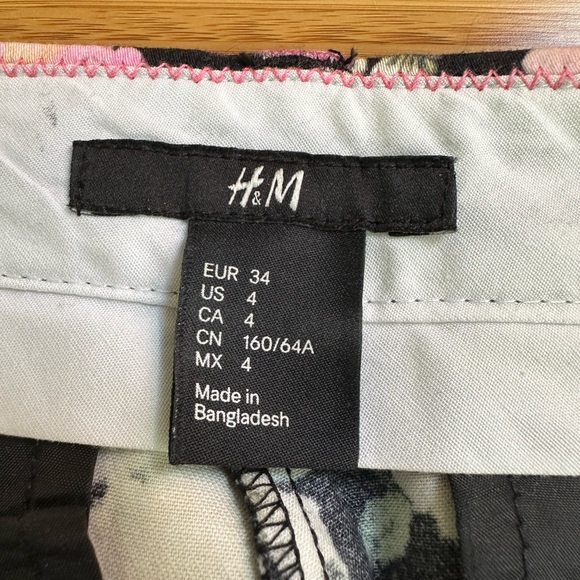 H&M
EUR 34
US 4
CA 4
CN 160/64A
MX 4
Made in
Bangladesh